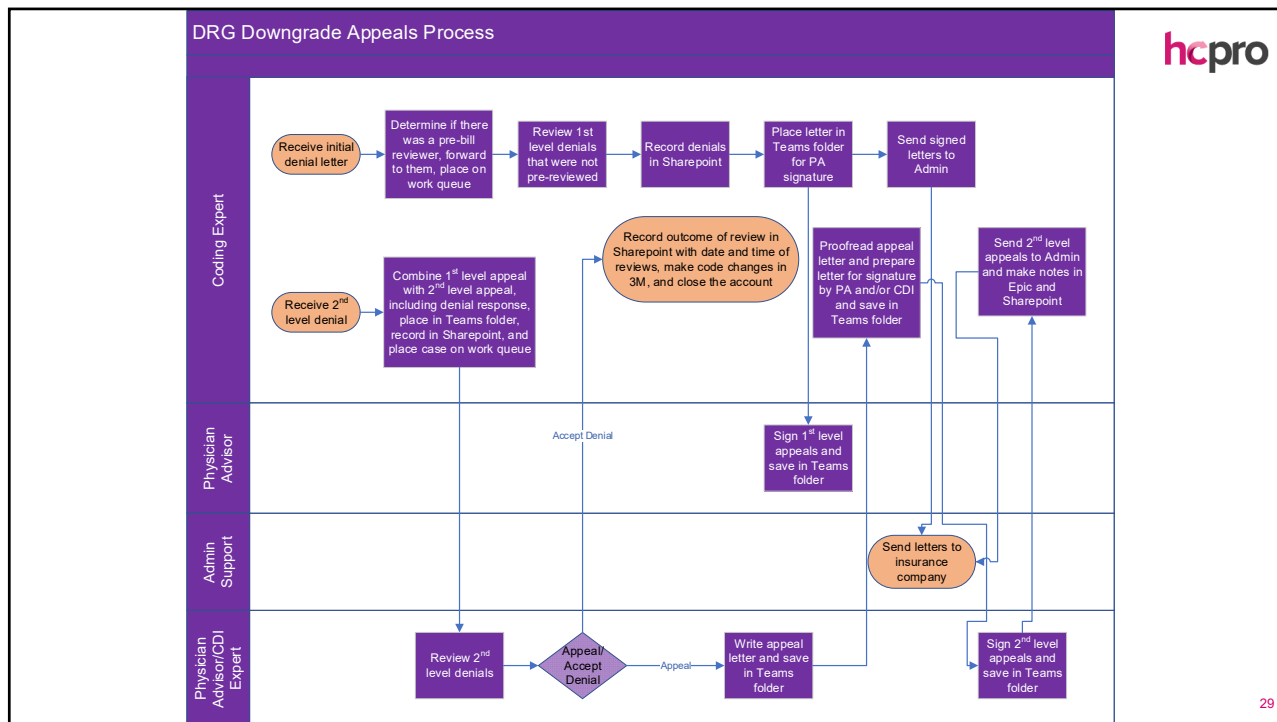 DRG Downgrade Appeals Process
hcpro
Coding Expert
Receive initial
denial letter
Determine if there
was a pre-bill
reviewer, forward
to them, place on
work queue
Review 1st
level denials
that were not
pre-reviewed
Record denials
in Sharepoint
Place letter in
Teams folder
for PA
signature
Send signed
letters to
Admin
Receive 2nd
level denial
Combine 1st level appeal
with 2nd level appeal,
including denial response,
place in Teams folder,
record in Sharepoint, and
place case on work queue
Record outcome of review in
Sharepoint with date and time of
reviews, make code changes in
3M, and close the account
Proofread appeal
letter and prepare
letter for signature
by PA and/or CDI
and save in
Teams folder
Send 2nd level
appeals to Admin
and make notes in
Epic and
Sharepoint
Physician
Advisor
Accept Denial
Sign 1st level
appeals and
save in Teams
folder
Admin
Support
Send letters to
insurance
company
Physician
Advisor/CDI
Expert
Review 2nd
level denials
Appeal/
Accept
Denial
Appeal
Write appeal
letter and save
in Teams
folder
Sign 2nd level
appeals and
save in Teams
folder
29